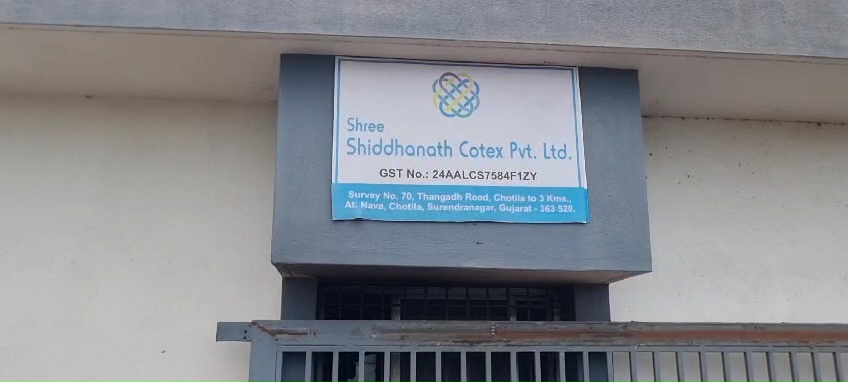 Shree
Shiddhanath Cotex Pvt. Ltd.
GST No.: 24AALCS7584F1ZY
Survey No. 70, Thangadh Road, Chotila to 3 Kms.,
At: Nava, Chotila, Surendranagar, Gujarat - 363 520.